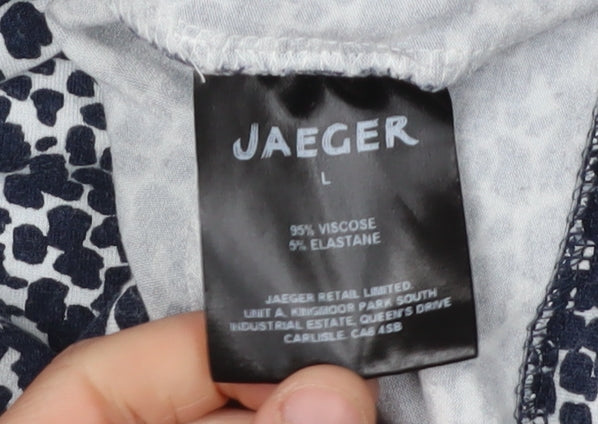 JAEGER
L
95% VISCOSE
5% ELASTANE
JAEGER RETAIL LIMITED.
UNIT A, KINGMOOR PARK SOUTH
INDUSTRIAL ESTATE, QUEEN'S DRIVE
CARLISLE. CA6 4SB